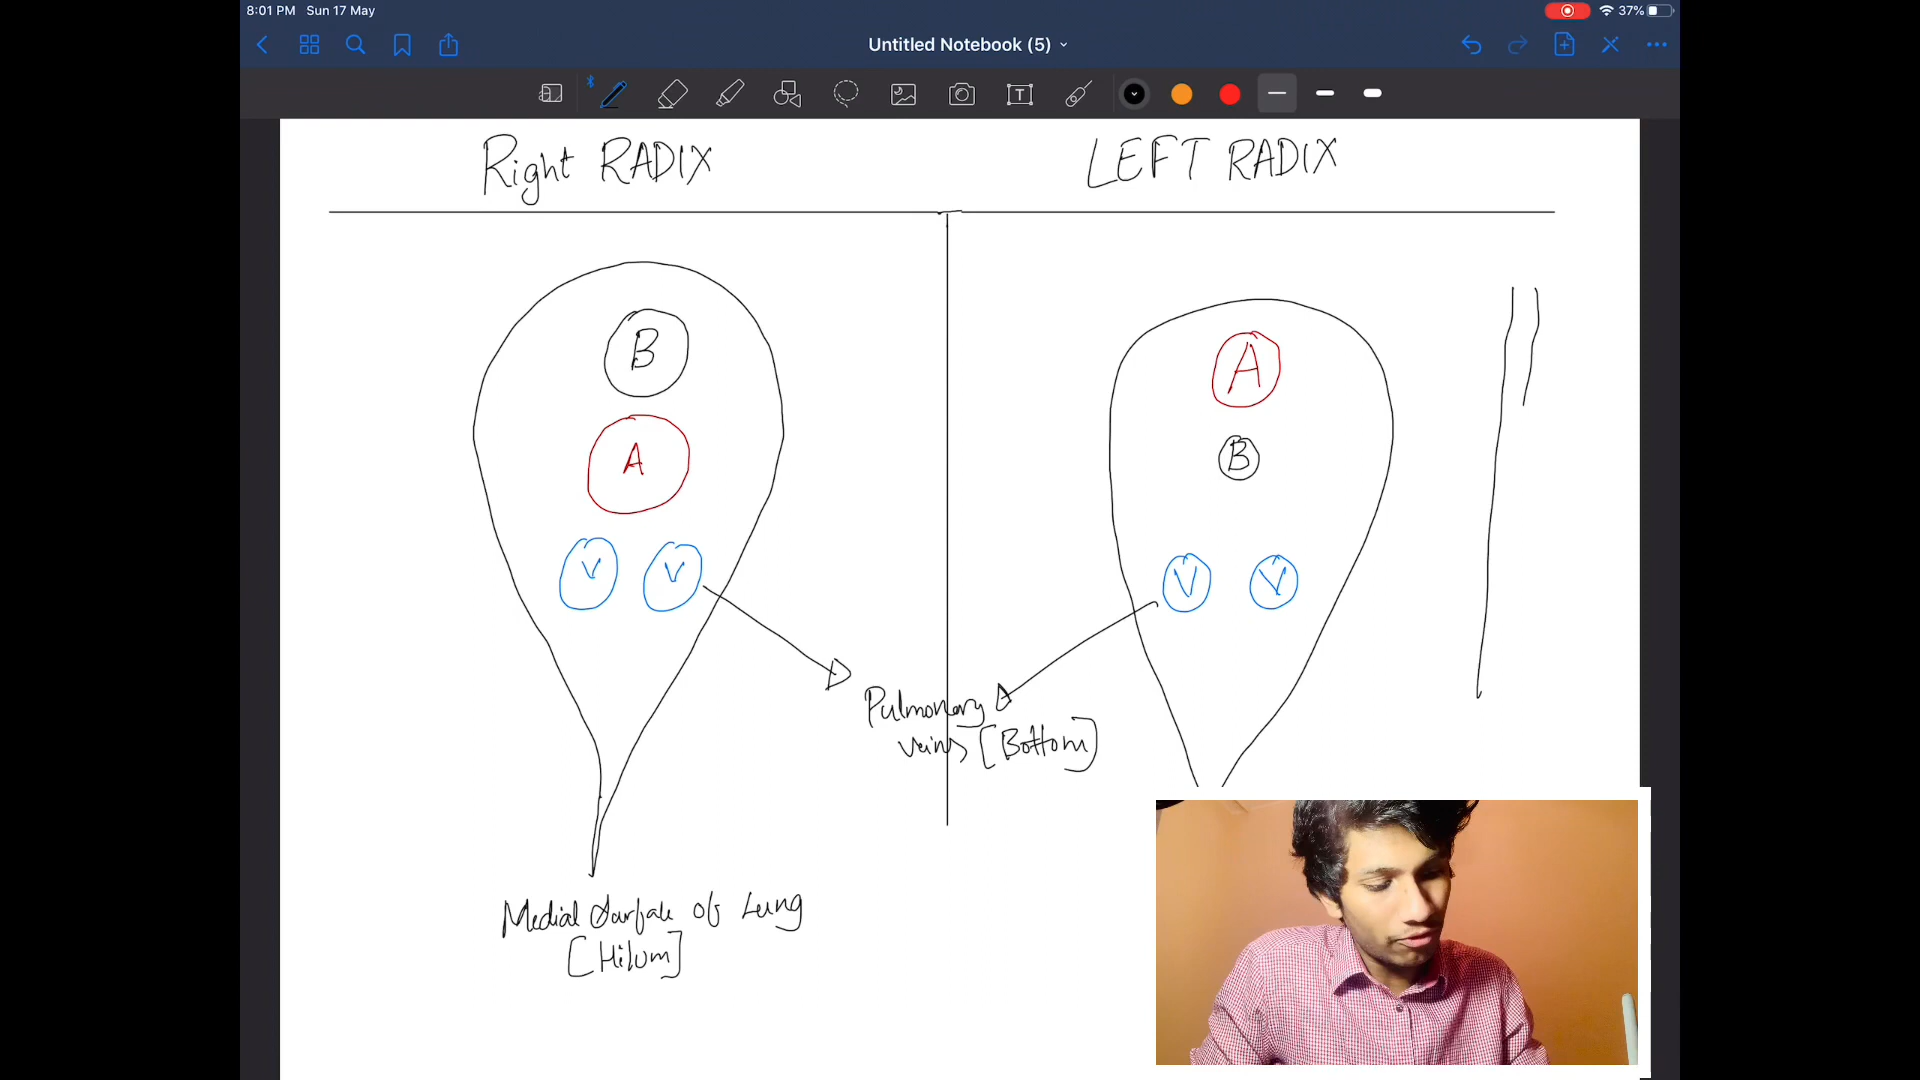 8:01 PM Sun 17 May
37%
Untitled Notebook (5)
T
Right RADIX
LEFT RADIX
B
A
V V
A
B
V V
Pulmonary
veins [Bottom]
Medial Surface of Lung
[Hilum]